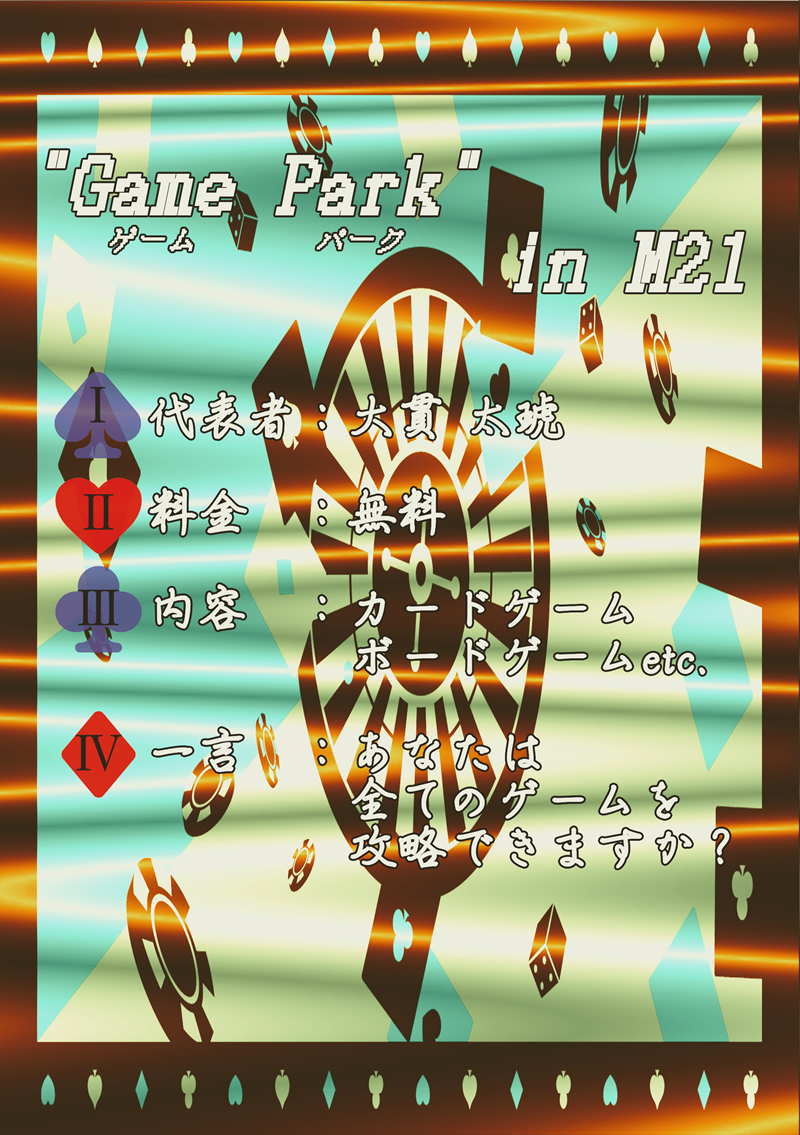 "Game Park"
ゲーム パーク
in M21
I 代表者 : 大貫 太琥
II 料金 : 無料
III 内容 : カードゲーム
ボードゲームetc.
IV 一言 : あなたは
全てのゲームを
攻略できますか?